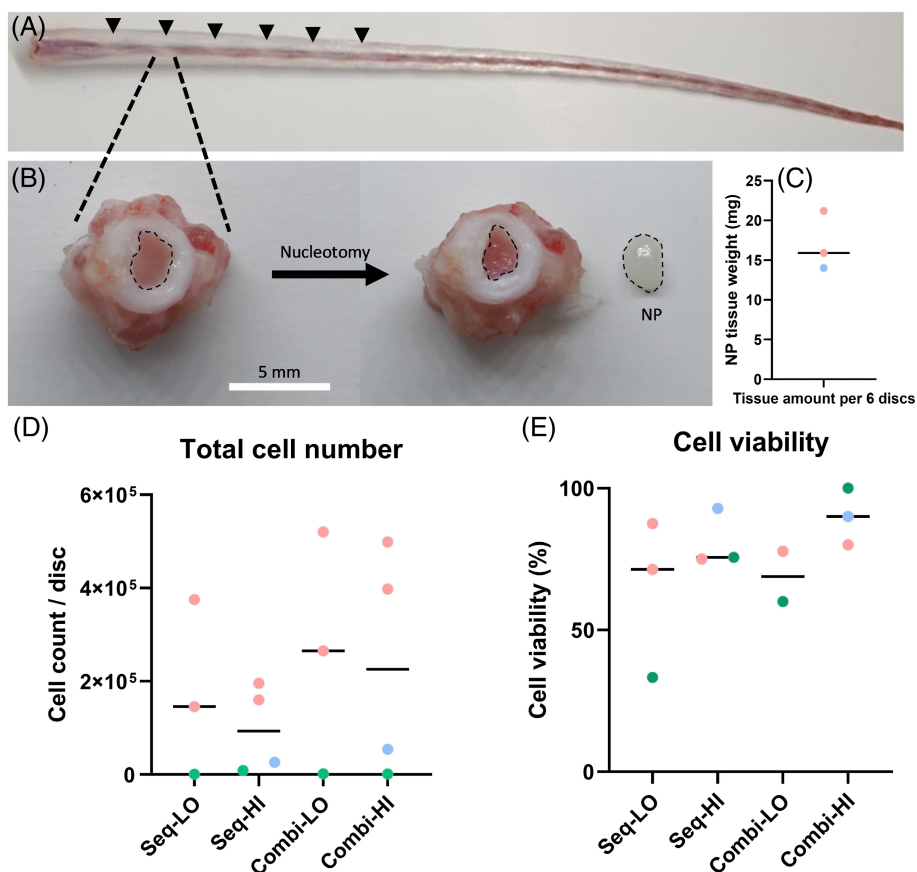 (A)
(B)
Nucleotomy
5 mm
NP
(C)
NP tissue weight (mg)
25
20
15
10
5
0
Tissue amount per 6 discs
(D)
Total cell number
Cell count / disc
6×10⁵
4×10⁵
2×10⁵
0
Seq-LO
Seq-HI
Combi-LO
Combi-HI
(E)
Cell viability
Cell viability (%)
100
50
0
Seq-LO
Seq-HI
Combi-LO
Combi-HI